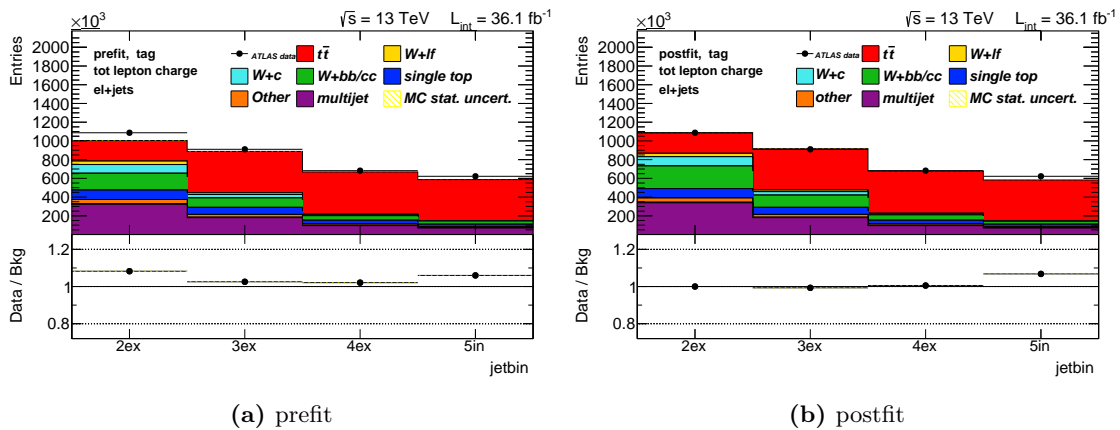 √s = 13 TeV L_int = 36.1 fb⁻¹
×10³
Entries
2000
1800
1600
1400
1200
1000
800
600
400
200
prefit, tag
tot lepton charge
el+jets
ATLAS data
tt̄
W+lf
W+c
W+bb/cc
single top
Other
multijet
MC stat. uncert.
Data / Bkg
1.2
1
0.8
2ex 3ex 4ex 5in
jetbin
(a) prefit
√s = 13 TeV L_int = 36.1 fb⁻¹
×10³
Entries
2000
1800
1600
1400
1200
1000
800
600
400
200
postfit, tag
tot lepton charge
el+jets
ATLAS data
tt̄
W+lf
W+c
W+bb/cc
single top
other
multijet
MC stat. uncert.
Data / Bkg
1.2
1
0.8
2ex 3ex 4ex 5in
jetbin
(b) postfit